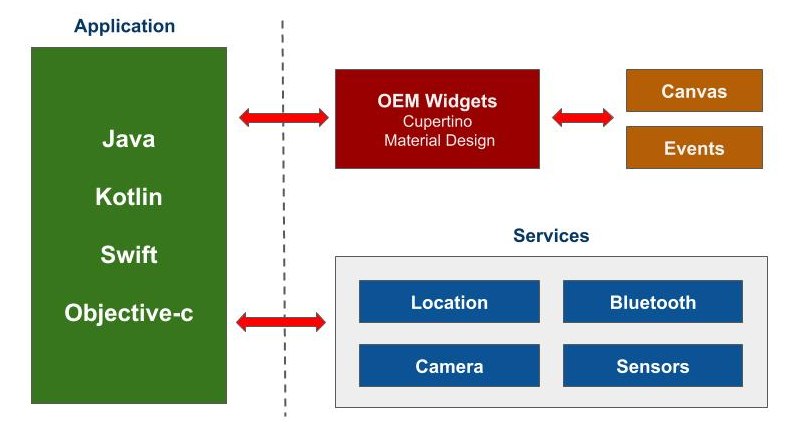 Application
Java
Kotlin
Swift
Objective-c
OEM Widgets
Cupertino
Material Design
Canvas
Events
Services
Location
Bluetooth
Camera
Sensors